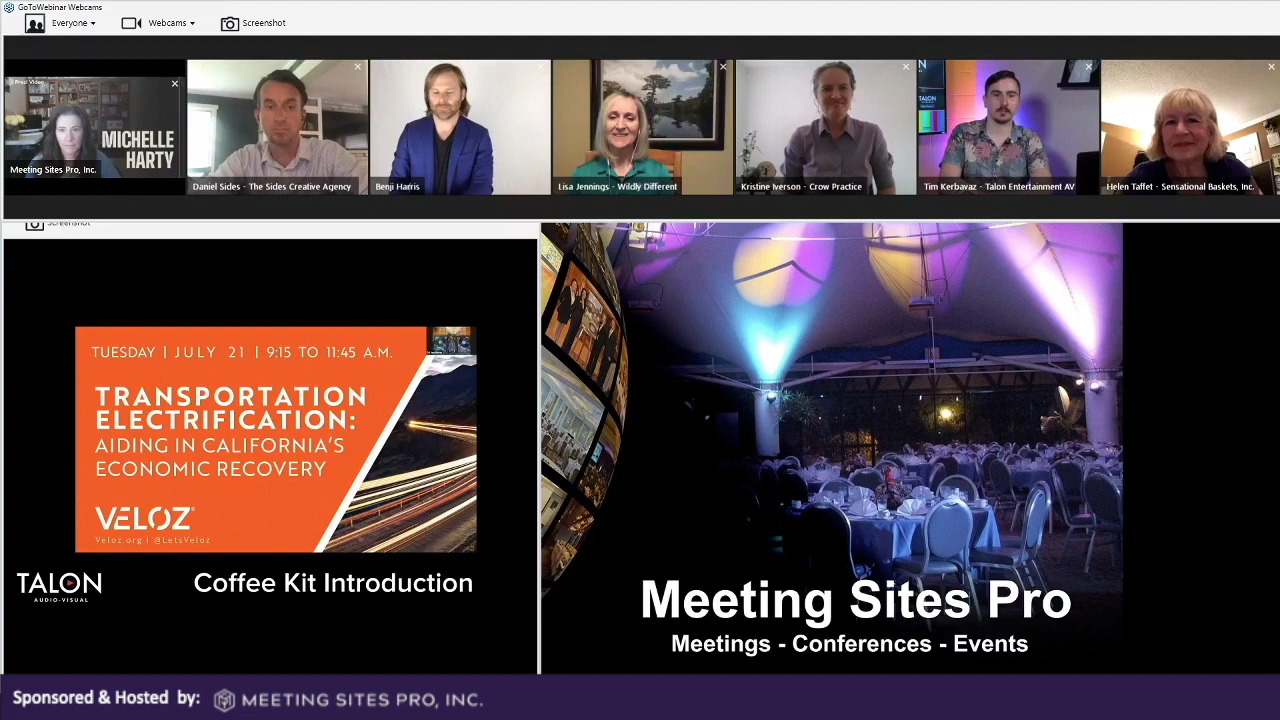 GoToWebinar Webcams
Everyone
Webcams
Screenshot
MICHELLE
HARTY
Meeting Sites Pro, Inc.
Daniel Sides - The Sides Creative Agency
Benji Harris
Lisa Jennings - Wildly Different
Kristine Iverson - Crow Practice
TALON
Tim Kerbavaz - Talon Entertainment AV
Helen Taffet - Sensational Baskets, Inc.
Screenshot
TUESDAY | JULY 21 | 9:15 TO 11:45 A.M.
TRANSPORTATION
ELECTRIFICATION:
AIDING IN CALIFORNIA'S
ECONOMIC RECOVERY
VELOZ
Veloz.org | @LetsVeloz
TALON
AUDIO-VISUAL
Coffee Kit Introduction
Meeting Sites Pro
Meetings - Conferences - Events
Sponsored & Hosted by:
MEETING SITES PRO, INC.